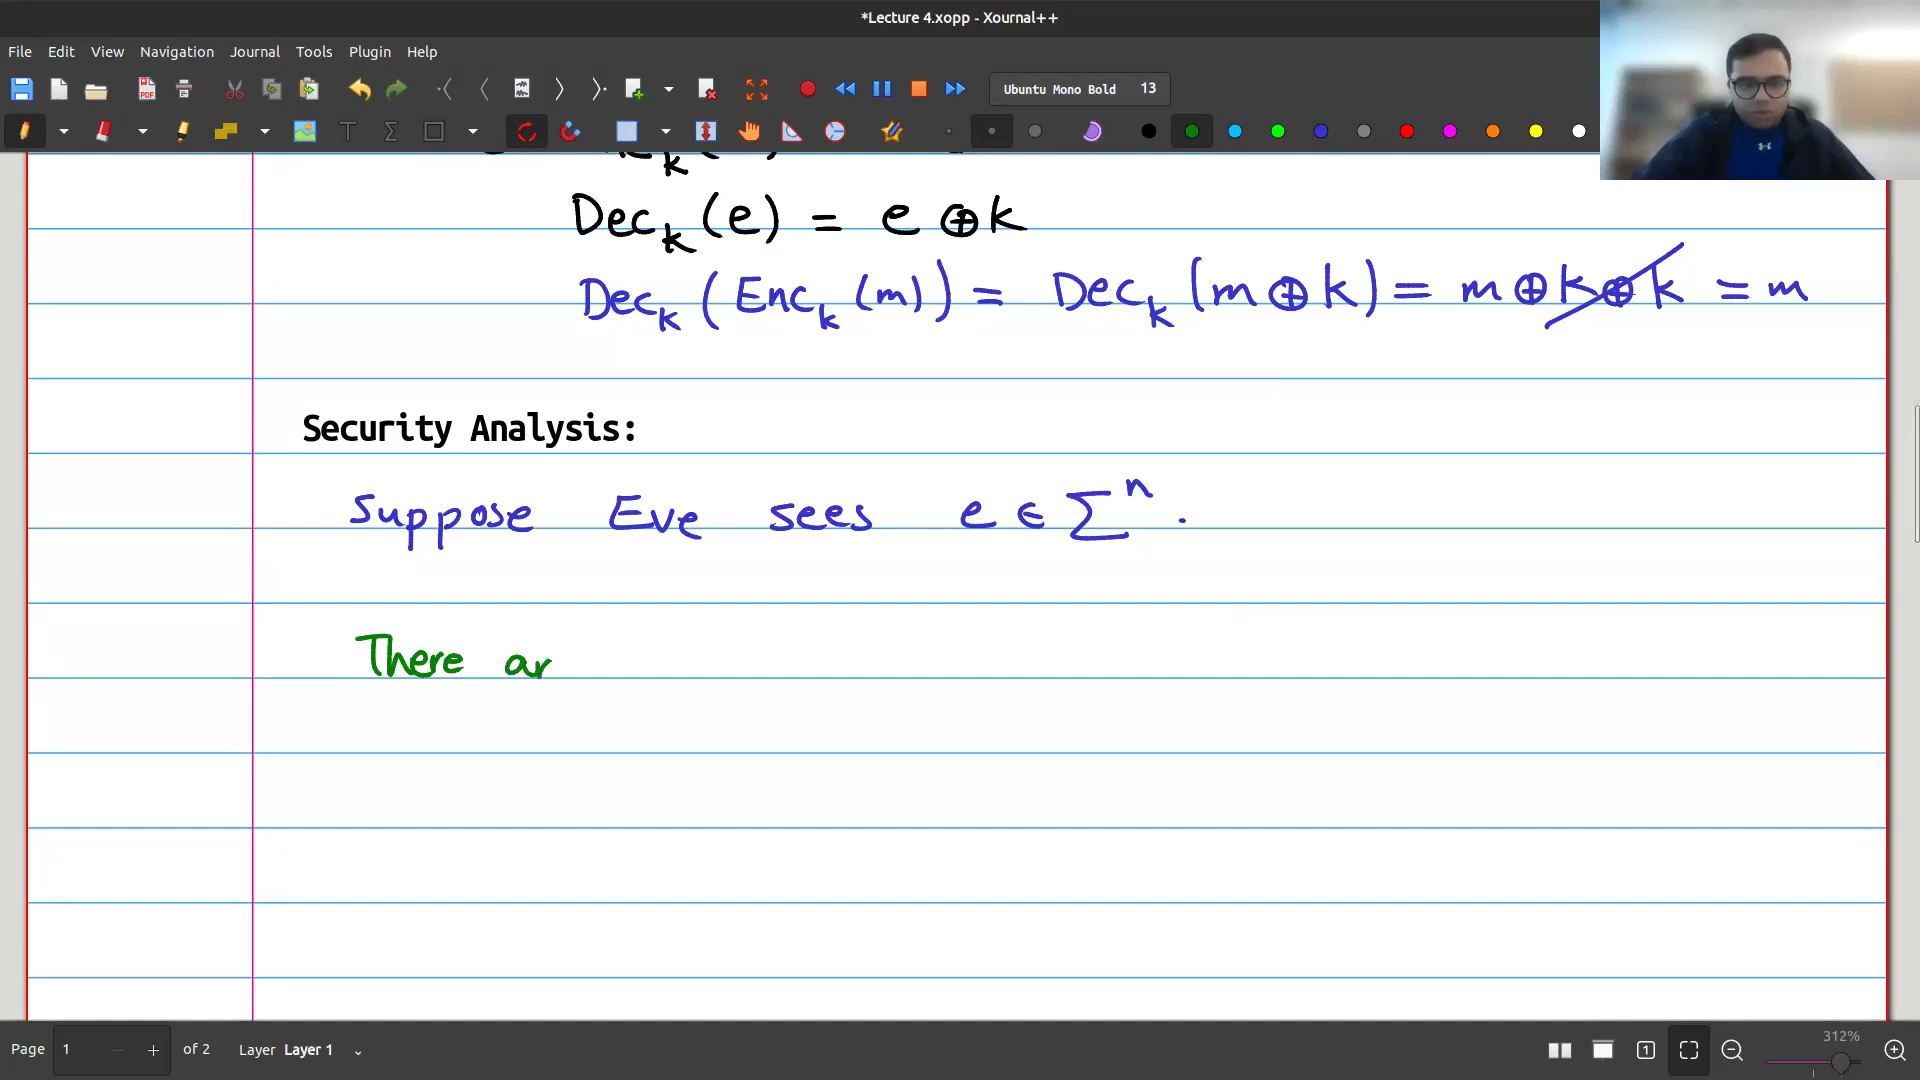 *Lecture 4.xopp - Xournal++
File Edit View Navigation Journal Tools Plugin Help
Ubuntu Mono Bold 13
Dec_k (e) = e ⊕ k
Dec_k (Enc_k (m)) = Dec_k (m ⊕ k) = m ⊕ k ⊕ k = m
Security Analysis:
Suppose Eve sees e ∈ Σ^n .
There ar
Page 1 of 2 Layer Layer 1 312%